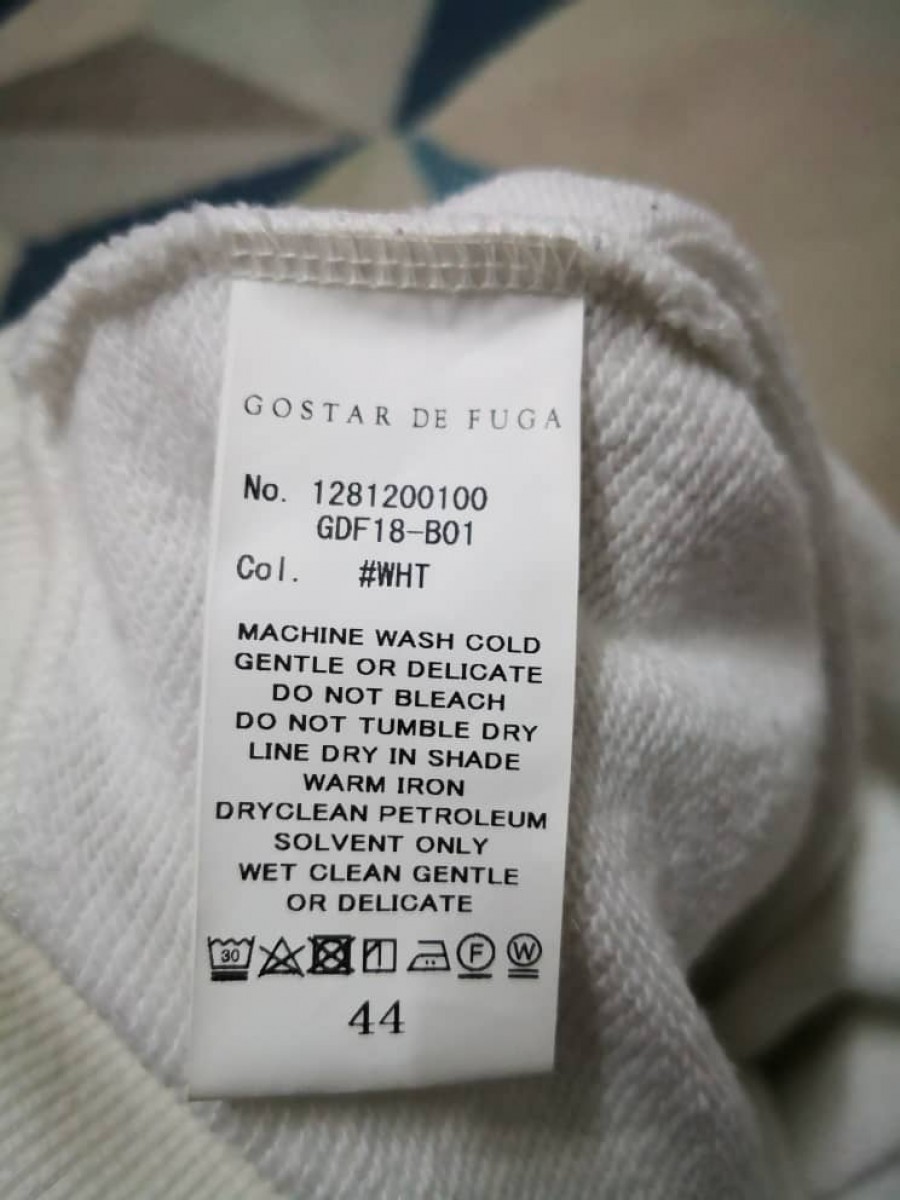 GOSTAR DE FUGA
No. 1281200100
GDF18-B01
Col. #WHT
MACHINE WASH COLD
GENTLE OR DELICATE
DO NOT BLEACH
DO NOT TUMBLE DRY
LINE DRY IN SHADE
WARM IRON
DRYCLEAN PETROLEUM
SOLVENT ONLY
WET CLEAN GENTLE
OR DELICATE
30 F W
44